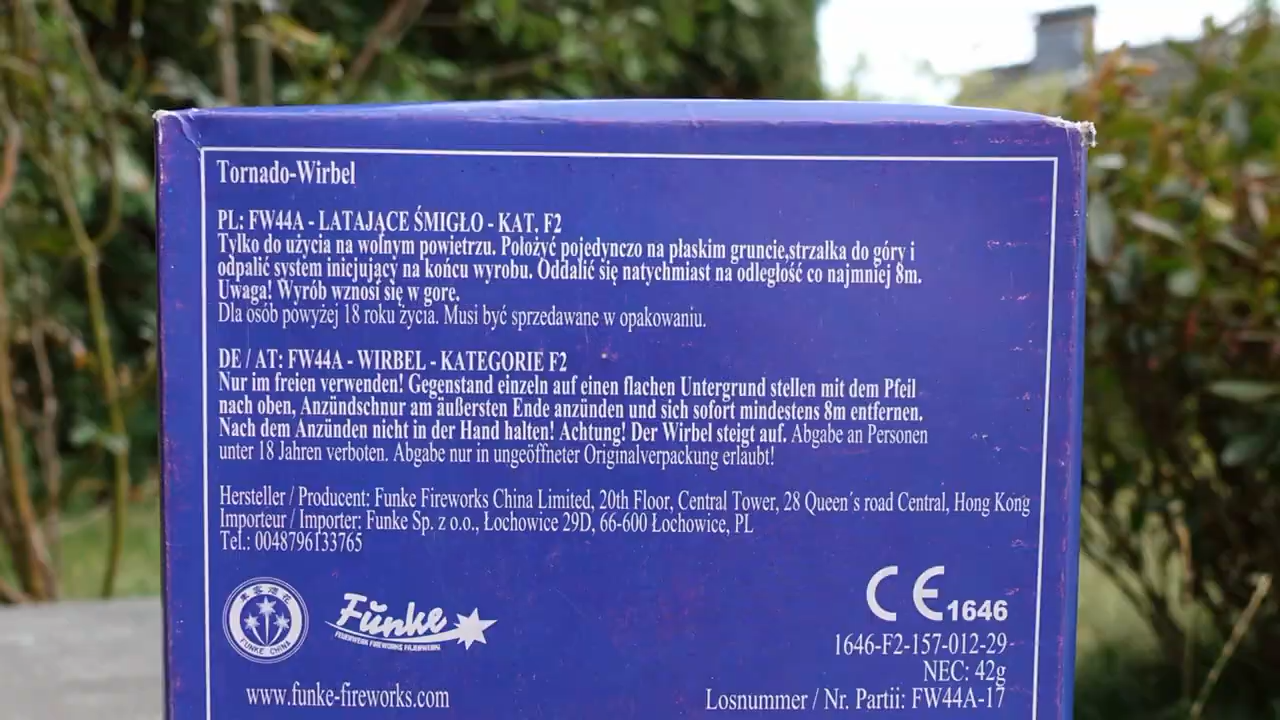 Tornado-Wirbel
PL: FW44A - LATAJĄCE ŚMIGŁO - KAT. F2
Tylko do użycia na wolnym powietrzu. Położyć pojedynczo na płaskim gruncie,strzałka do góry i
odpalić system inicjujący na końcu wyrobu. Oddalić się natychmiast na odległość co najmniej 8m.
Uwaga! Wyrób wznosi się w gore.
Dla osób powyżej 18 roku życia. Musi być sprzedawane w opakowaniu.
DE / AT: FW44A - WIRBEL - KATEGORIE F2
Nur im freien verwenden! Gegenstand einzeln auf einen flachen Untergrund stellen mit dem Pfeil
nach oben, Anzündschnur am äußersten Ende anzünden und sich sofort mindestens 8m entfernen.
Nach dem Anzünden nicht in der Hand halten! Achtung! Der Wirbel steigt auf. Abgabe an Personen
unter 18 Jahren verboten. Abgabe nur in ungeöffneter Originalverpackung erlaubt!
Hersteller / Producent: Funke Fireworks China Limited, 20th Floor, Central Tower, 28 Queen´s road Central, Hong Kong
Importeur / Importer: Funke Sp. z o.o., Łochowice 29D, 66-600 Łochowice, PL
Tel.: 0048796133765
FUNKE CHINA
Funke
FEUERWERK FIREWORKS FAJERWERKI
CE 1646
1646-F2-157-012-29-
NEC: 42g
www.funke-fireworks.com
Losnummer / Nr. Partii: FW44A-17